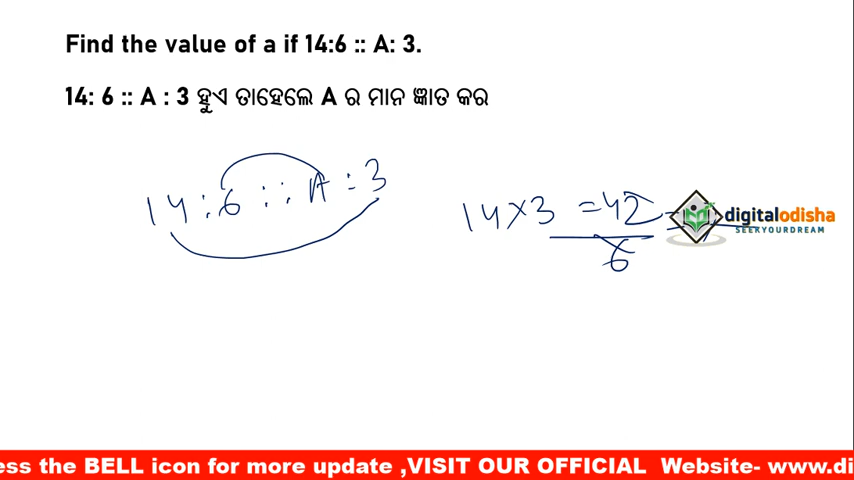 Find the value of a if 14:6 :: A: 3.
14: 6 :: A : 3 ହୁଏ ତାହେଲେ A ର ମାନ ଜ୍ଞାତ କର
14 : 6 :: A : 3
14 × 3 = 42
6
digitalodisha
SEEKYOURDREAM
ess the BELL icon for more update ,VISIT OUR OFFICIAL Website- www.di